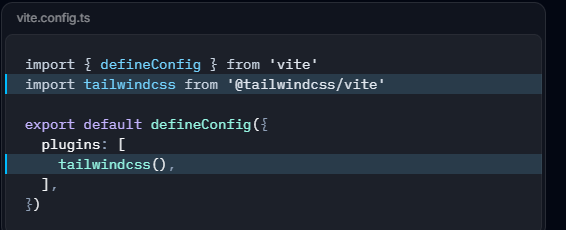 vite.config.ts
import { defineConfig } from 'vite'
import tailwindcss from '@tailwindcss/vite'
export default defineConfig({
  plugins: [
    tailwindcss(),
  ],
})